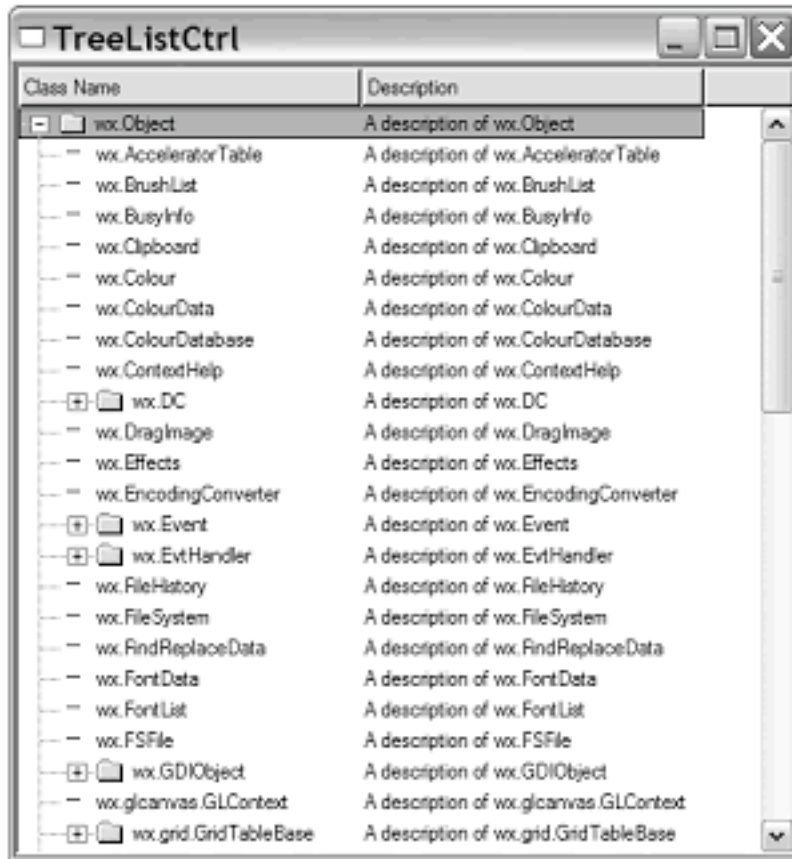 TreeListCtrl
Class Name Description
wx.Object A description of wx.Object
wx.AcceleratorTable A description of wx.AcceleratorTable
wx.BrushList A description of wx.BrushList
wx.BusyInfo A description of wx.BusyInfo
wx.Clipboard A description of wx.Clipboard
wx.Colour A description of wx.Colour
wx.ColourData A description of wx.ColourData
wx.ColourDatabase A description of wx.ColourDatabase
wx.ContextHelp A description of wx.ContextHelp
wx.DC A description of wx.DC
wx.DragImage A description of wx.DragImage
wx.Effects A description of wx.Effects
wx.EncodingConverter A description of wx.EncodingConverter
wx.Event A description of wx.Event
wx.EvtHandler A description of wx.EvtHandler
wx.FileHistory A description of wx.FileHistory
wx.FileSystem A description of wx.FileSystem
wx.FindReplaceData A description of wx.FindReplaceData
wx.FontData A description of wx.FontData
wx.FontList A description of wx.FontList
wx.FSFile A description of wx.FSFile
wx.GDIObject A description of wx.GDIObject
wx.glcanvas.GLContext A description of wx.glcanvas.GLContext
wx.grid.GridTableBase A description of wx.grid.GridTableBase